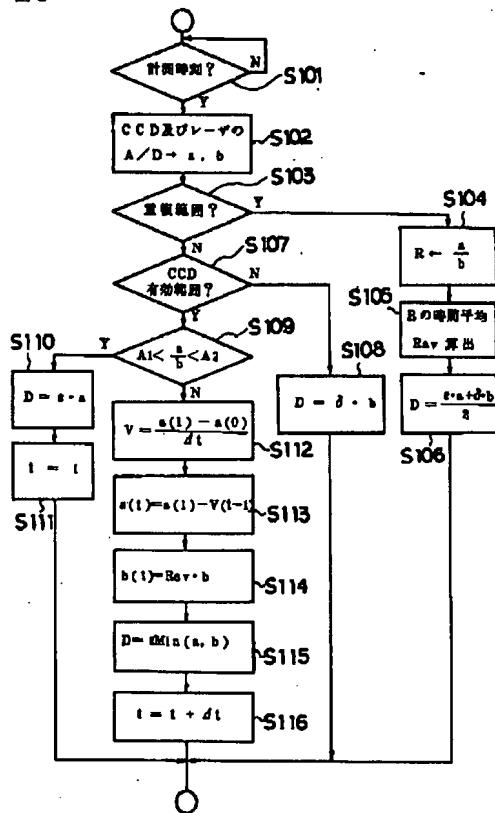 計測時刻?
N
S101
Y
CCD及びレーザの
A/D→ a, b
S102
S103
重複範囲?
Y
S104
N
R ← a/b
S107
CCD
有効範囲?
N
S105
Rの時間平均
Rav 算出
Y
S109
S108
S110
Y
A1< a/b <A2
D = ε・a
N
D = δ・b
D = ε・a+δ・b/2
S106
V = a(1) − a(0)/dt
S112
t = 1
S111
a(t)=a(1)−V(t−1)
S113
b(t)=Rav・b
S114
D=εMin(a, b)
S115
t = t + dt
S116